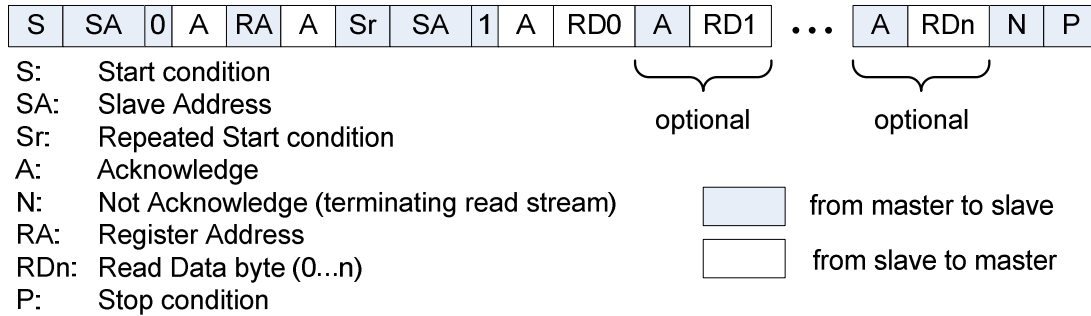 S SA 0 A RA A Sr SA 1 A RD0 A RD1 ... A RDn N P
S: Start condition
SA: Slave Address
optional optional
Sr: Repeated Start condition
A: Acknowledge
N: Not Acknowledge (terminating read stream)
from master to slave
RA: Register Address
RDn: Read Data byte (0...n)
from slave to master
P: Stop condition